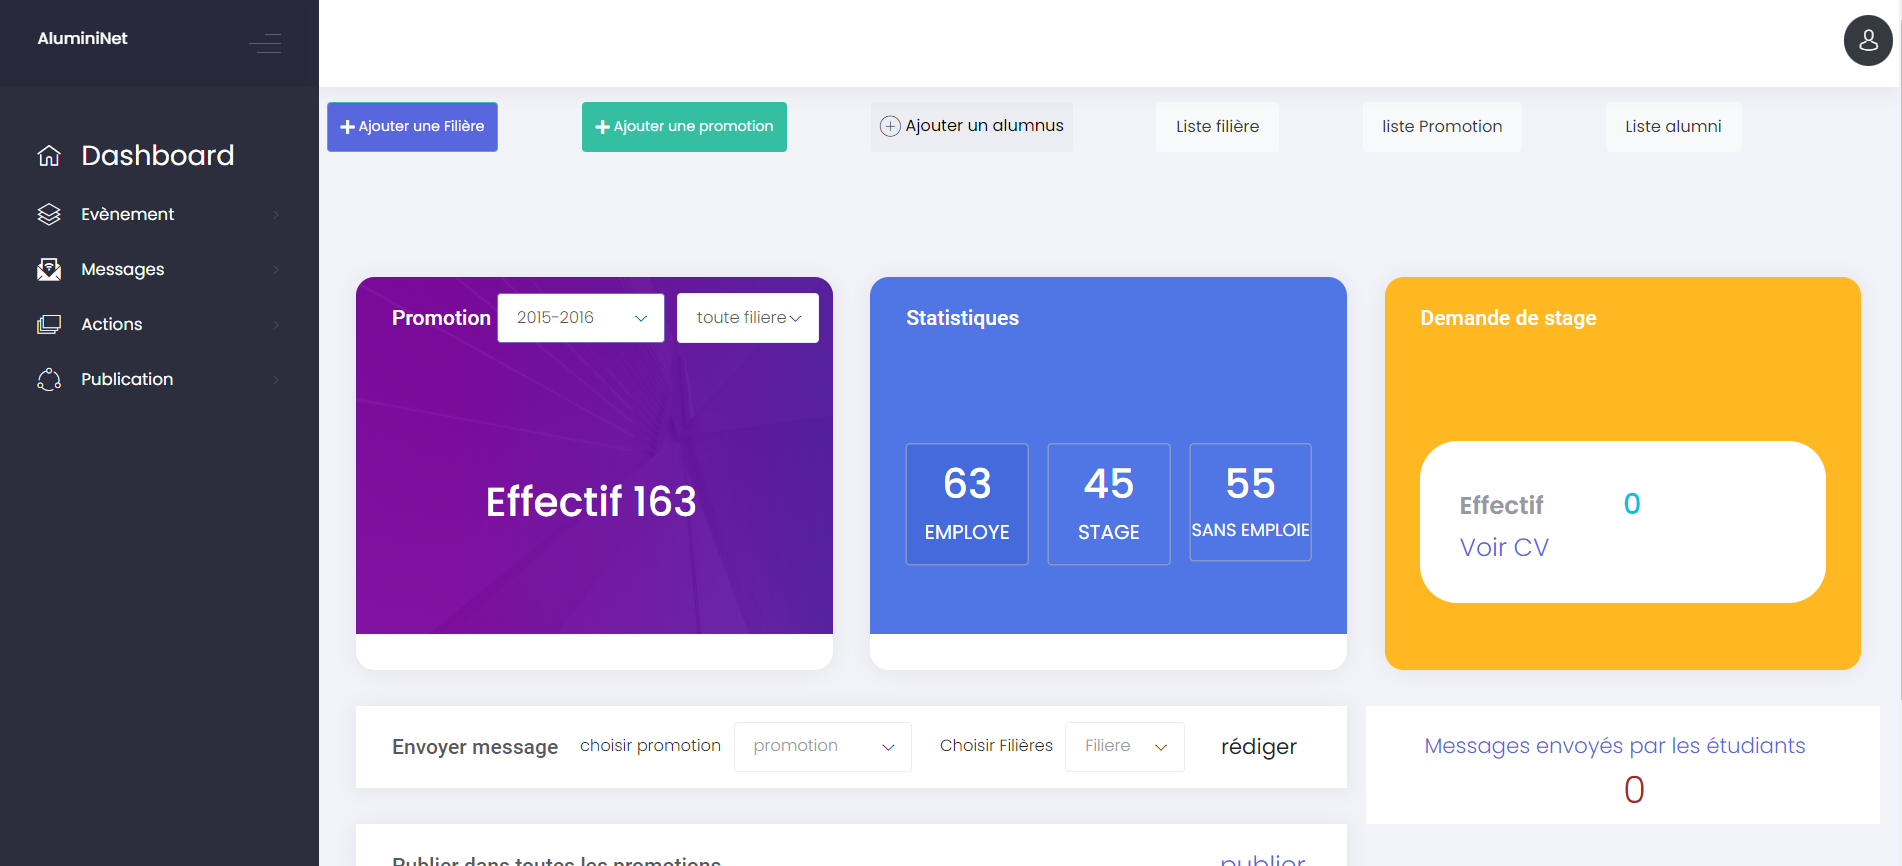 AluminiNet
Dashboard
Evènement
Messages
Actions
Publication
Ajouter une Filière
Ajouter une promotion
Ajouter un alumnus
Liste filière
liste Promotion
Liste alumni
Promotion
2015-2016
toute filiere
Effectif 163
Statistiques
63
EMPLOYE
45
STAGE
55
SANS EMPLOIE
Demande de stage
Effectif 0
Voir CV
Envoyer message choisir promotion promotion Choisir Filières Filiere rédiger
Messages envoyés par les étudiants
0
Publier dans toutes les promotions
publier